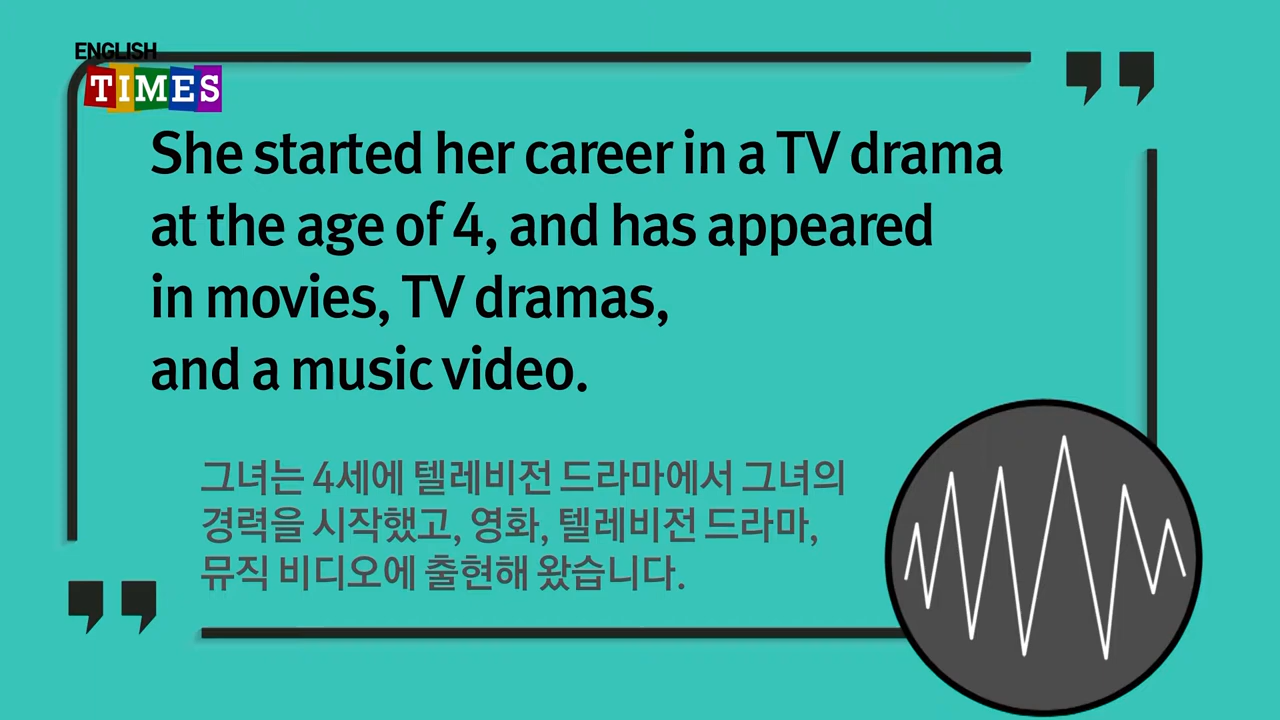 ENGLISH
TIMES
She started her career in a TV drama
at the age of 4, and has appeared
in movies, TV dramas,
and a music video.
그녀는 4세에 텔레비전 드라마에서 그녀의
경력을 시작했고, 영화, 텔레비전 드라마,
뮤직 비디오에 출현해 왔습니다.